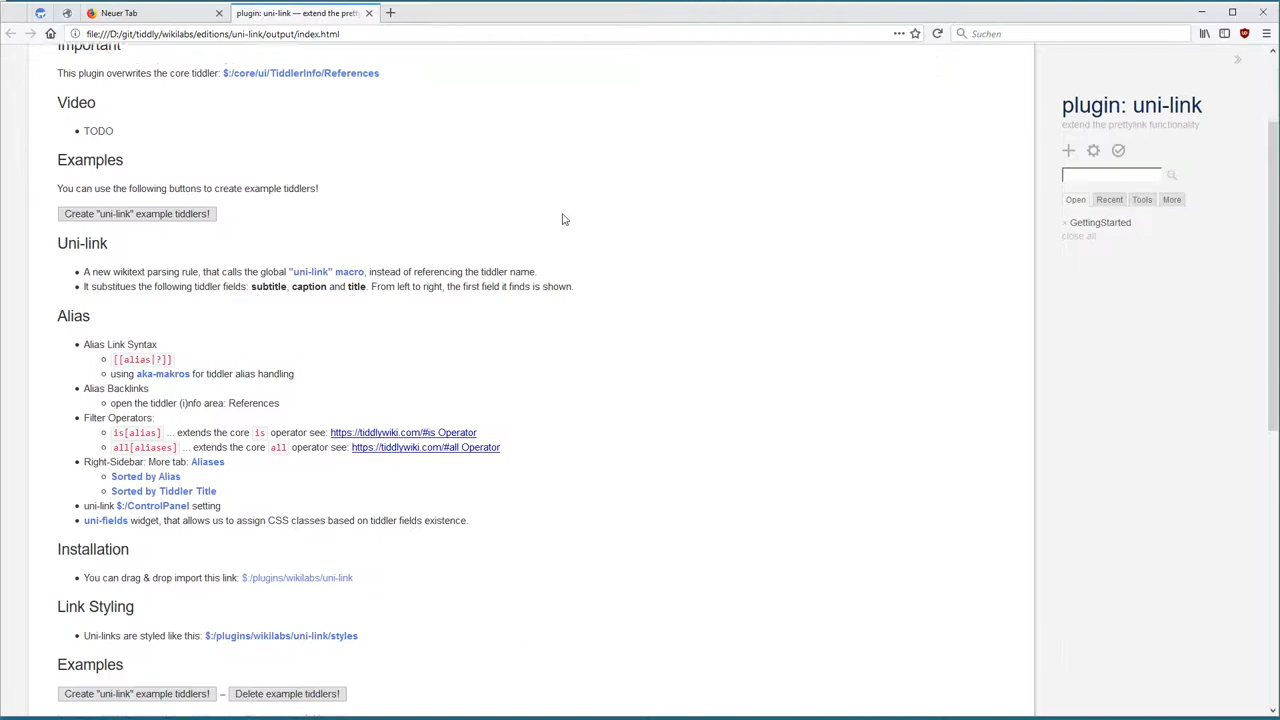 Neuer Tab
plugin: uni-link — extend the pretty
file:///D:/git/tiddly/wikilabs/editions/uni-link/output/index.html
Suchen
Important
This plugin overwrites the core tiddler: $:/core/ui/TiddlerInfo/References
Video
TODO
Examples
You can use the following buttons to create example tiddlers!
Create "uni-link" example tiddlers!
Uni-link
A new wikitext parsing rule, that calls the global "uni-link" macro, instead of referencing the tiddler name.
It substitues the following tiddler fields: subtitle, caption and title. From left to right, the first field it finds is shown.
Alias
Alias Link Syntax
[[alias|?]]
using aka-makros for tiddler alias handling
Alias Backlinks
open the tiddler (i)nfo area: References
Filter Operators:
is[alias] ... extends the core is operator see: https://tiddlywiki.com/#is Operator
all[aliases] ... extends the core all operator see: https://tiddlywiki.com/#all Operator
Right-Sidebar: More tab: Aliases
Sorted by Alias
Sorted by Tiddler Title
uni-link $:/ControlPanel setting
uni-fields widget, that allows us to assign CSS classes based on tiddler fields existence.
Installation
You can drag & drop import this link: $:/plugins/wikilabs/uni-link
Link Styling
Uni-links are styled like this: $:/plugins/wikilabs/uni-link/styles
Examples
Create "uni-link" example tiddlers! – Delete example tiddlers!
plugin: uni-link
extend the prettylink functionality
Open Recent Tools More
× GettingStarted
close all